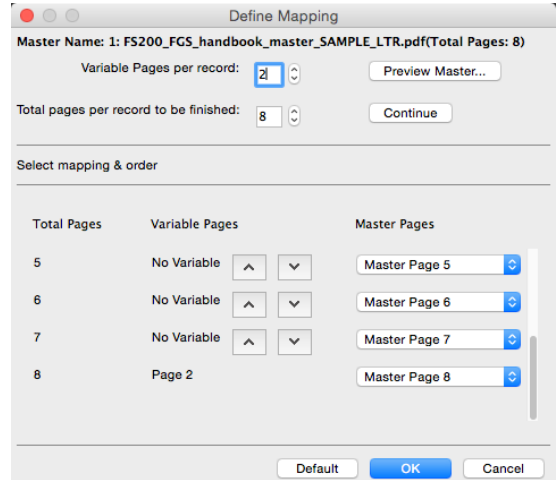 Define Mapping
Master Name: 1: FS200_FGS_handbook_master_SAMPLE_LTR.pdf(Total Pages: 8)
Variable Pages per record: 2 Preview Master...
Total pages per record to be finished: 8 Continue
Select mapping & order
Total Pages Variable Pages Master Pages
5 No Variable Master Page 5
6 No Variable Master Page 6
7 No Variable Master Page 7
8 Page 2 Master Page 8
Default OK Cancel